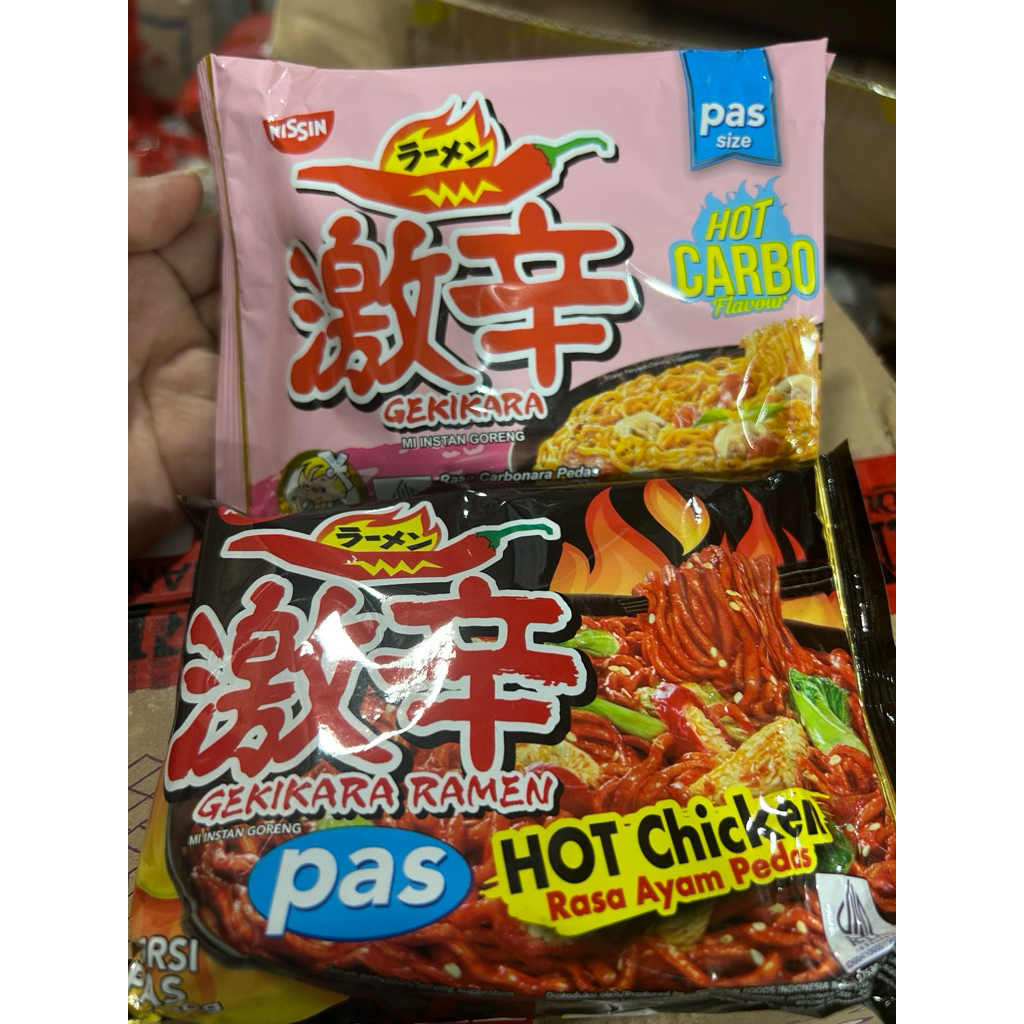 NISSIN
ラーメン
激辛
GEKIKARA
MI INSTAN GORENG
Rasa Carbonara Pedas
pas
size
HOT
CARBO
Flavour
ラーメン
激辛
GEKIKARA RAMEN
MI INSTAN GORENG
pas
HOT Chicken
Rasa Ayam Pedas